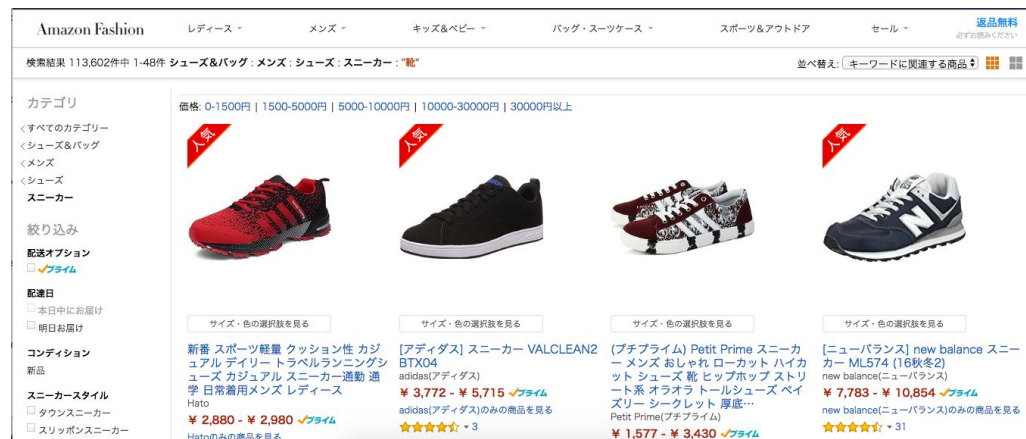 Amazon Fashion
レディース
メンズ
キッズ&ベビー
バッグ・スーツケース
スポーツ&アウトドア
セール
返品無料
必ずお読みください
検索結果 113,602件中 1-48件 シューズ&バッグ : メンズ : シューズ : スニーカー : "靴"
並べ替え: キーワードに関連する商品
カテゴリ
すべてのカテゴリー
シューズ&バッグ
メンズ
シューズ
スニーカー
絞り込み
配送オプション
プライム
配達日
本日中にお届け
明日お届け
コンディション
新品
スニーカースタイル
タウンスニーカー
スリッポンスニーカー
価格: 0-1500円 | 1500-5000円 | 5000-10000円 | 10000-30000円 | 30000円以上
人気
サイズ・色の選択肢を見る
新番 スポーツ軽量 クッション性 カジ
ュアル デイリー トラベルランニングシ
ューズ カジュアル スニーカー通勤 通
学 日常着用メンズ レディース
Hato
¥ 2,880 - ¥ 2,980 プライム
Hatoのみの商品を見る
人気
サイズ・色の選択肢を見る
[アディダス] スニーカー VALCLEAN2
BTX04
adidas(アディダス)
¥ 3,772 - ¥ 5,715 プライム
adidas(アディダス)のみの商品を見る
3
サイズ・色の選択肢を見る
(プチプライム) Petit Prime スニーカ
ー メンズ おしゃれ ローカット ハイカ
ット シューズ 靴 ヒップホップ ストリ
ート系 オラオラ トールシューズ ペイ
ズリー シークレット 厚底…
Petit Prime(プチプライム)
¥ 1,577 - ¥ 3,430 プライム
人気
サイズ・色の選択肢を見る
[ニューバランス] new balance スニー
カー ML574 (16秋冬2)
new balance(ニューバランス)
¥ 7,783 - ¥ 10,854 プライム
new balance(ニューバランス)のみの商品を見る
31